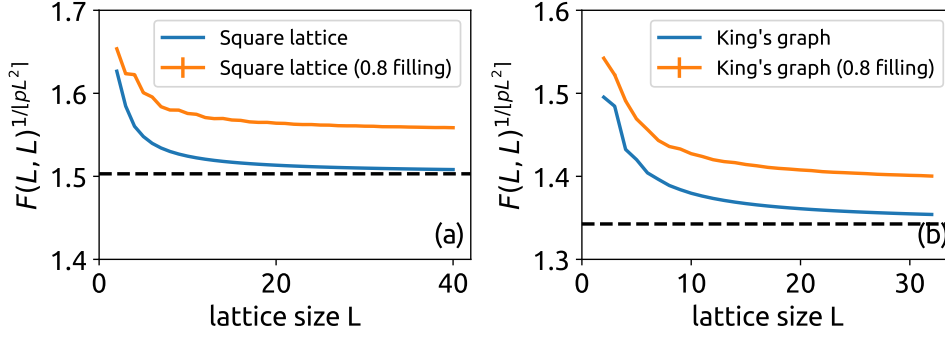 1.7
1.6
1.5
1.4
F(L, L)^{1/⌊pL²⌉}
Square lattice
Square lattice (0.8 filling)
(a)
0
20
40
lattice size L
1.6
1.5
1.4
1.3
F(L, L)^{1/⌊pL²⌉}
King's graph
King's graph (0.8 filling)
(b)
0
10
20
30
lattice size L